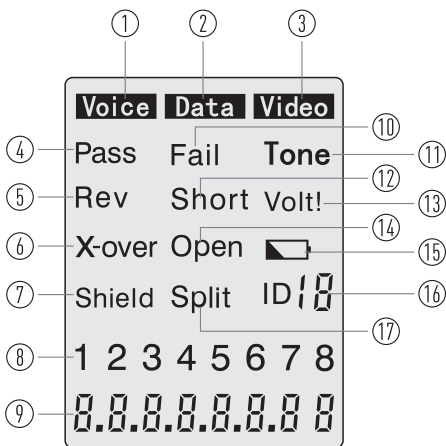 ① ② ③
Voice Data Video
④ Pass Fail ⑩ Tone ⑪
⑤ Rev Short ⑫ Volt! ⑬
⑥ X-over Open ⑭ ⑮
⑦ Shield Split ⑰ ID18 ⑯
⑧ 1 2 3 4 5 6 7 8
⑨ 8.8.8.8.8.8.8 8